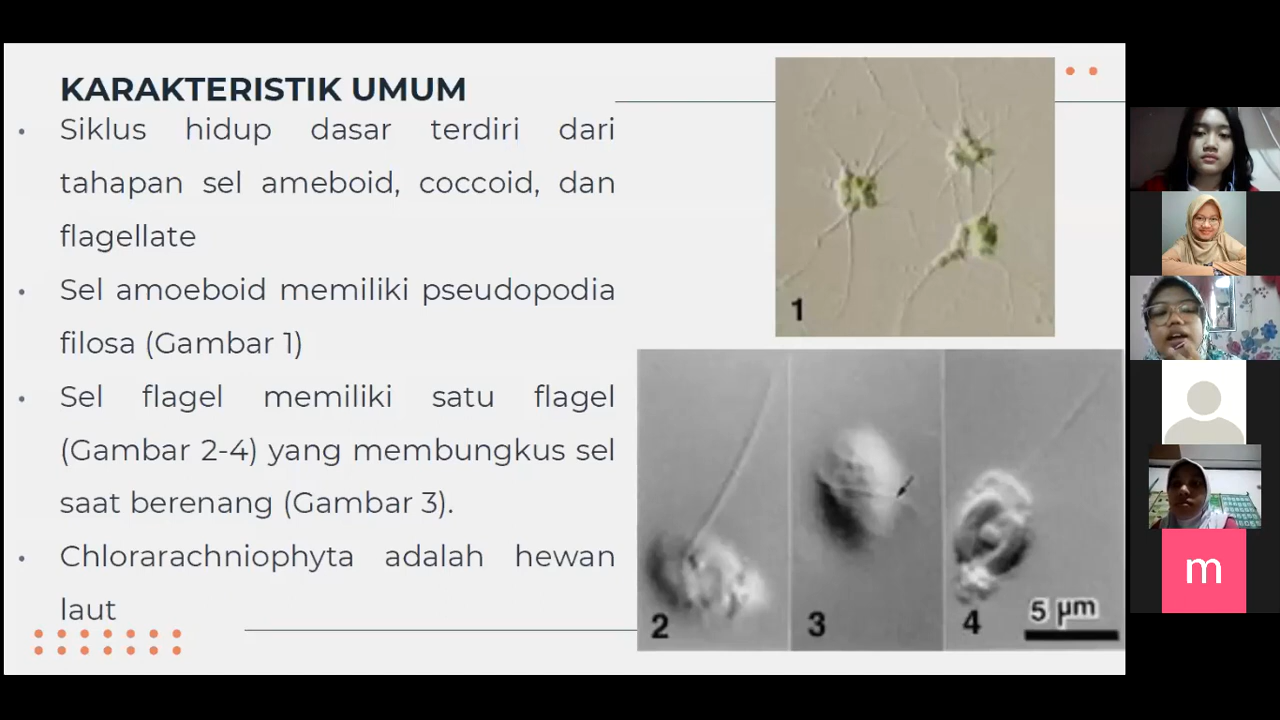 KARAKTERISTIK UMUM
• Siklus hidup dasar terdiri dari
tahapan sel ameboid, coccoid, dan
flagellate
• Sel amoeboid memiliki pseudopodia
filosa (Gambar 1)
• Sel flagel memiliki satu flagel
(Gambar 2-4) yang membungkus sel
saat berenang (Gambar 3).
• Chlorarachniophyta adalah hewan
laut
1
2
3
4
5 µm
m